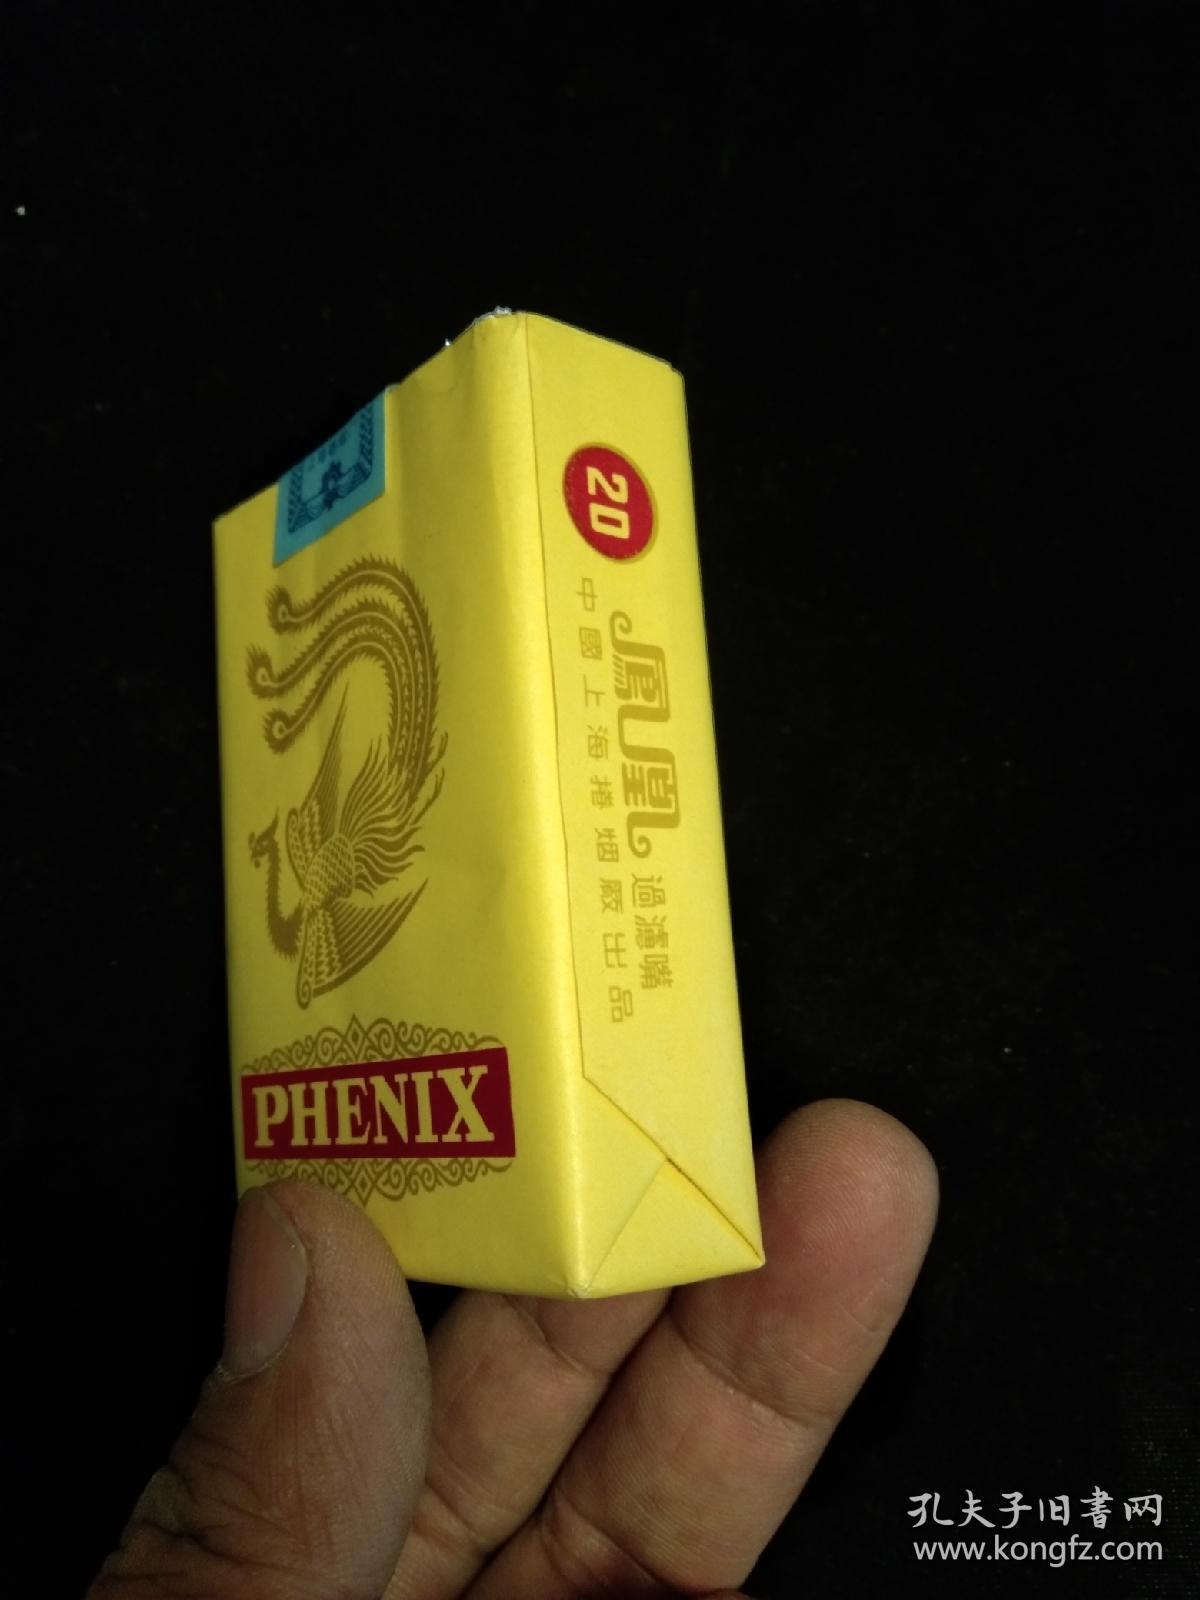 20
鳳凰 過濾嘴
中國上海捲烟廠出品
PHENIX
孔夫子旧書网
www.kongfz.com